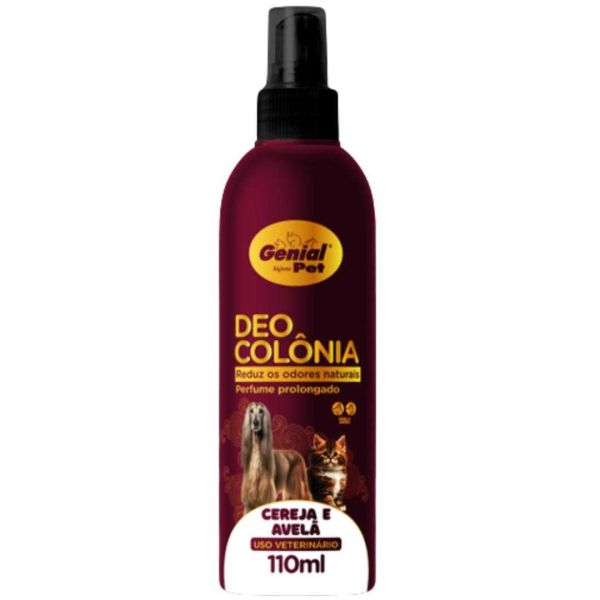 Genial®
higiene Pet
DEO
COLÔNIA
Reduz os odores naturais
Perfume prolongado
CEREJA E
AVELÃ
USO VETERINÁRIO
110ml